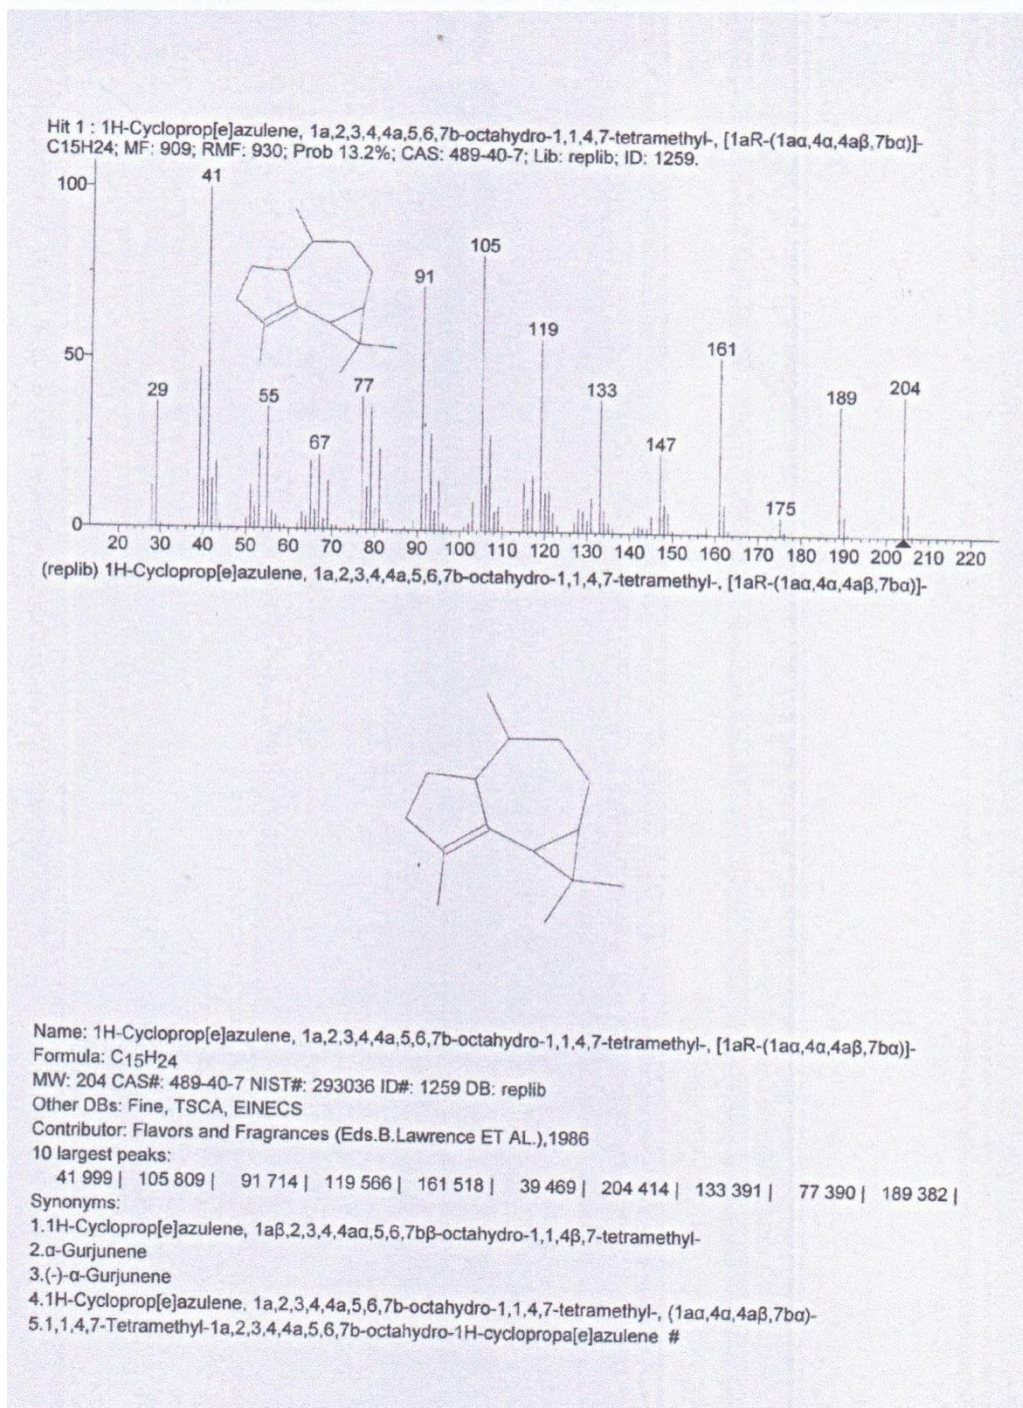 Hit 1 : 1H-Cycloprop[e]azulene, 1a,2,3,4,4a,5,6,7b-octahydro-1,1,4,7-tetramethyl-, [1aR-(1aα,4α,4aβ,7bα)]-
C15H24; MF: 909; RMF: 930; Prob 13.2%; CAS: 489-40-7; Lib: replib; ID: 1259.
100
41
105
91
119
50
161
29
55
77
133
189
204
67
147
175
0
20 30 40 50 60 70 80 90 100 110 120 130 140 150 160 170 180 190 200 210 220
(replib) 1H-Cycloprop[e]azulene, 1a,2,3,4,4a,5,6,7b-octahydro-1,1,4,7-tetramethyl-, [1aR-(1aα,4α,4aβ,7bα)]-
Name: 1H-Cycloprop[e]azulene, 1a,2,3,4,4a,5,6,7b-octahydro-1,1,4,7-tetramethyl-, [1aR-(1aα,4α,4aβ,7bα)]-
Formula: C15H24
MW: 204 CAS#: 489-40-7 NIST#: 293036 ID#: 1259 DB: replib
Other DBs: Fine, TSCA, EINECS
Contributor: Flavors and Fragrances (Eds.B.Lawrence ET AL.),1986
10 largest peaks:
41 999 | 105 809 | 91 714 | 119 566 | 161 518 | 39 469 | 204 414 | 133 391 | 77 390 | 189 382 |
Synonyms:
1.1H-Cycloprop[e]azulene, 1aβ,2,3,4,4aα,5,6,7bβ-octahydro-1,1,4β,7-tetramethyl-
2.α-Gurjunene
3.(-)-α-Gurjunene
4.1H-Cycloprop[e]azulene, 1a,2,3,4,4a,5,6,7b-octahydro-1,1,4,7-tetramethyl-, (1aα,4α,4aβ,7bα)-
5.1,1,4,7-Tetramethyl-1a,2,3,4,4a,5,6,7b-octahydro-1H-cyclopropa[e]azulene #